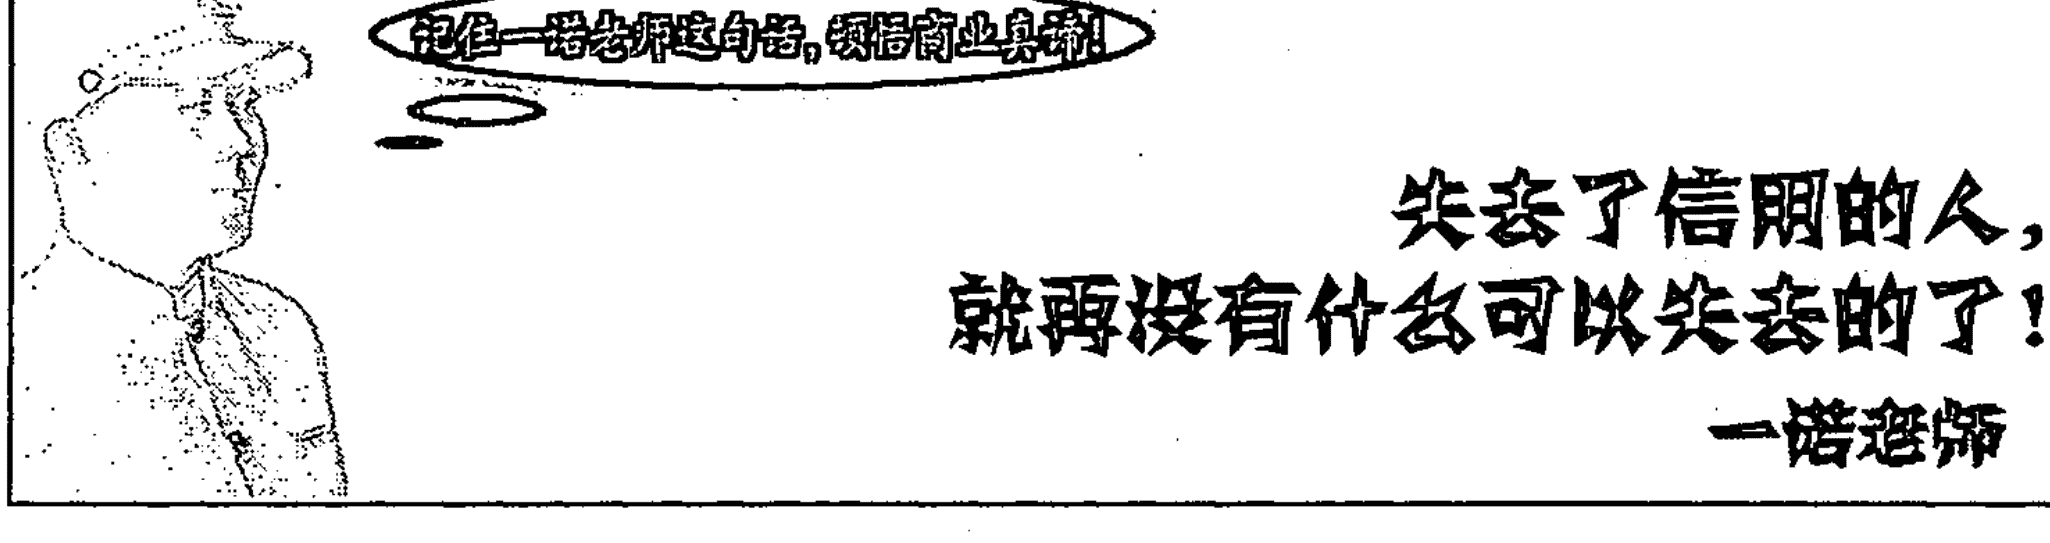 记住一诺老师这句话,领悟商业真谛!
失去了信用的人,
就再没有什么可以失去的了!
一诺老师